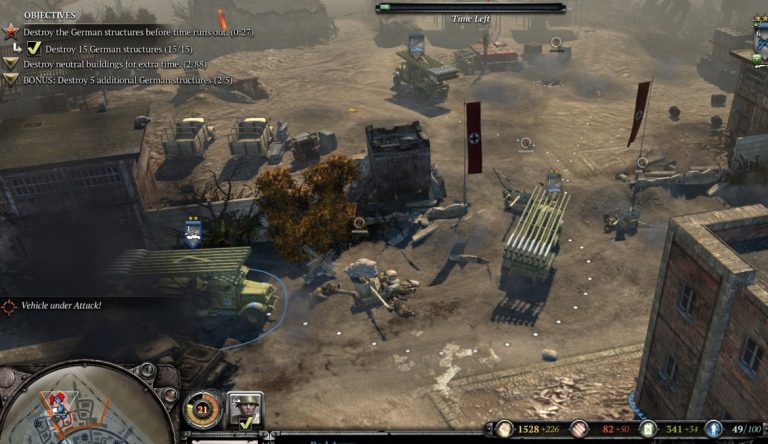 OBJECTIVES
Destroy the German structures before time runs out. (0:27)
Destroy 15 German structures (15/15)
Destroy neutral buildings for extra time. (2/88)
BONUS: Destroy 5 additional German structures (2/5)
Time Left
6
Vehicle under Attack!
21
1528 +226
82 +50
341 +34
49/100